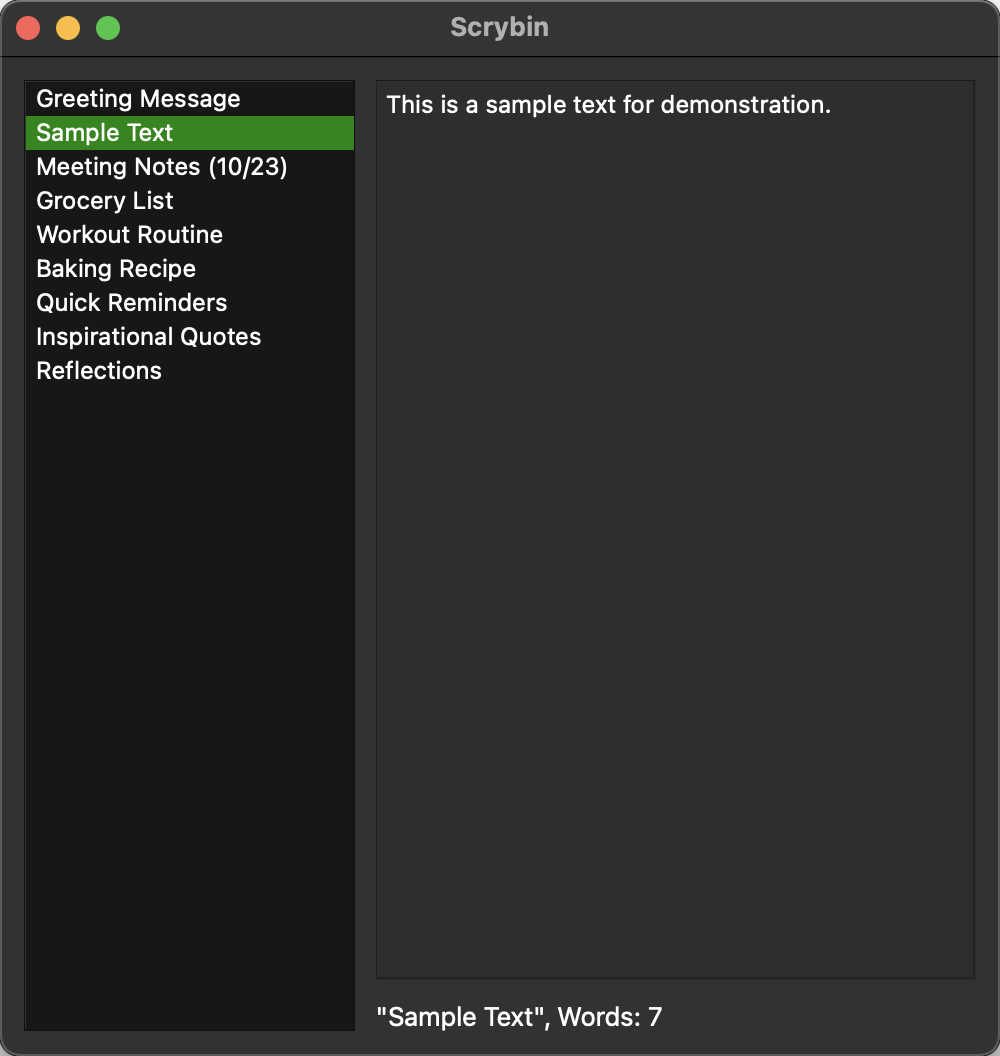 Scrybin
Greeting Message
Sample Text
Meeting Notes (10/23)
Grocery List
Workout Routine
Baking Recipe
Quick Reminders
Inspirational Quotes
Reflections
This is a sample text for demonstration.
"Sample Text", Words: 7